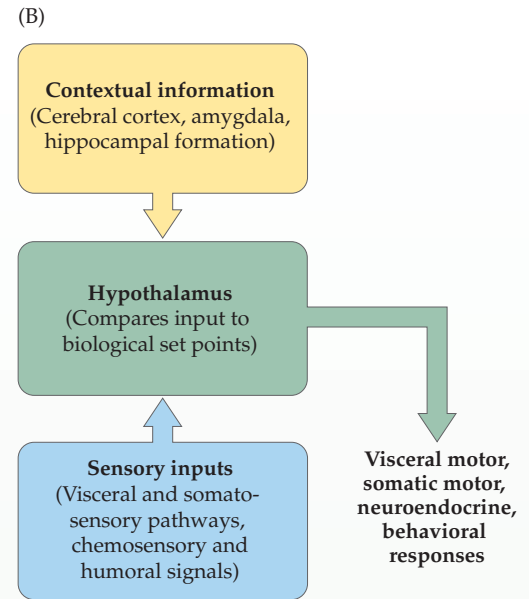 (B)
Contextual information
(Cerebral cortex, amygdala,
hippocampal formation)
Hypothalamus
(Compares input to
biological set points)
Sensory inputs
(Visceral and somato-
sensory pathways,
chemosensory and
humoral signals)
Visceral motor,
somatic motor,
neuroendocrine,
behavioral
responses